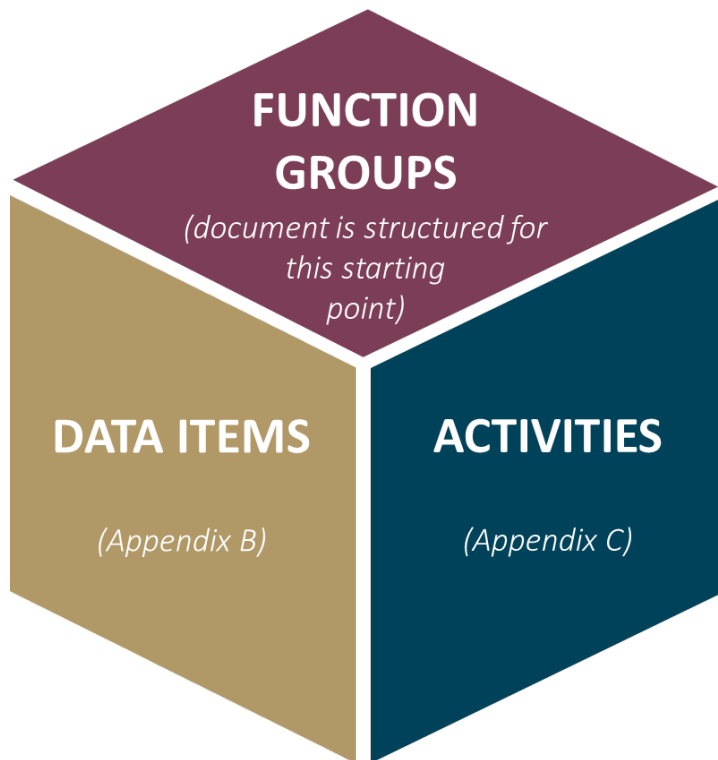 FUNCTION
GROUPS
(document is structured for
this starting
point)
DATA ITEMS
(Appendix B)
ACTIVITIES
(Appendix C)